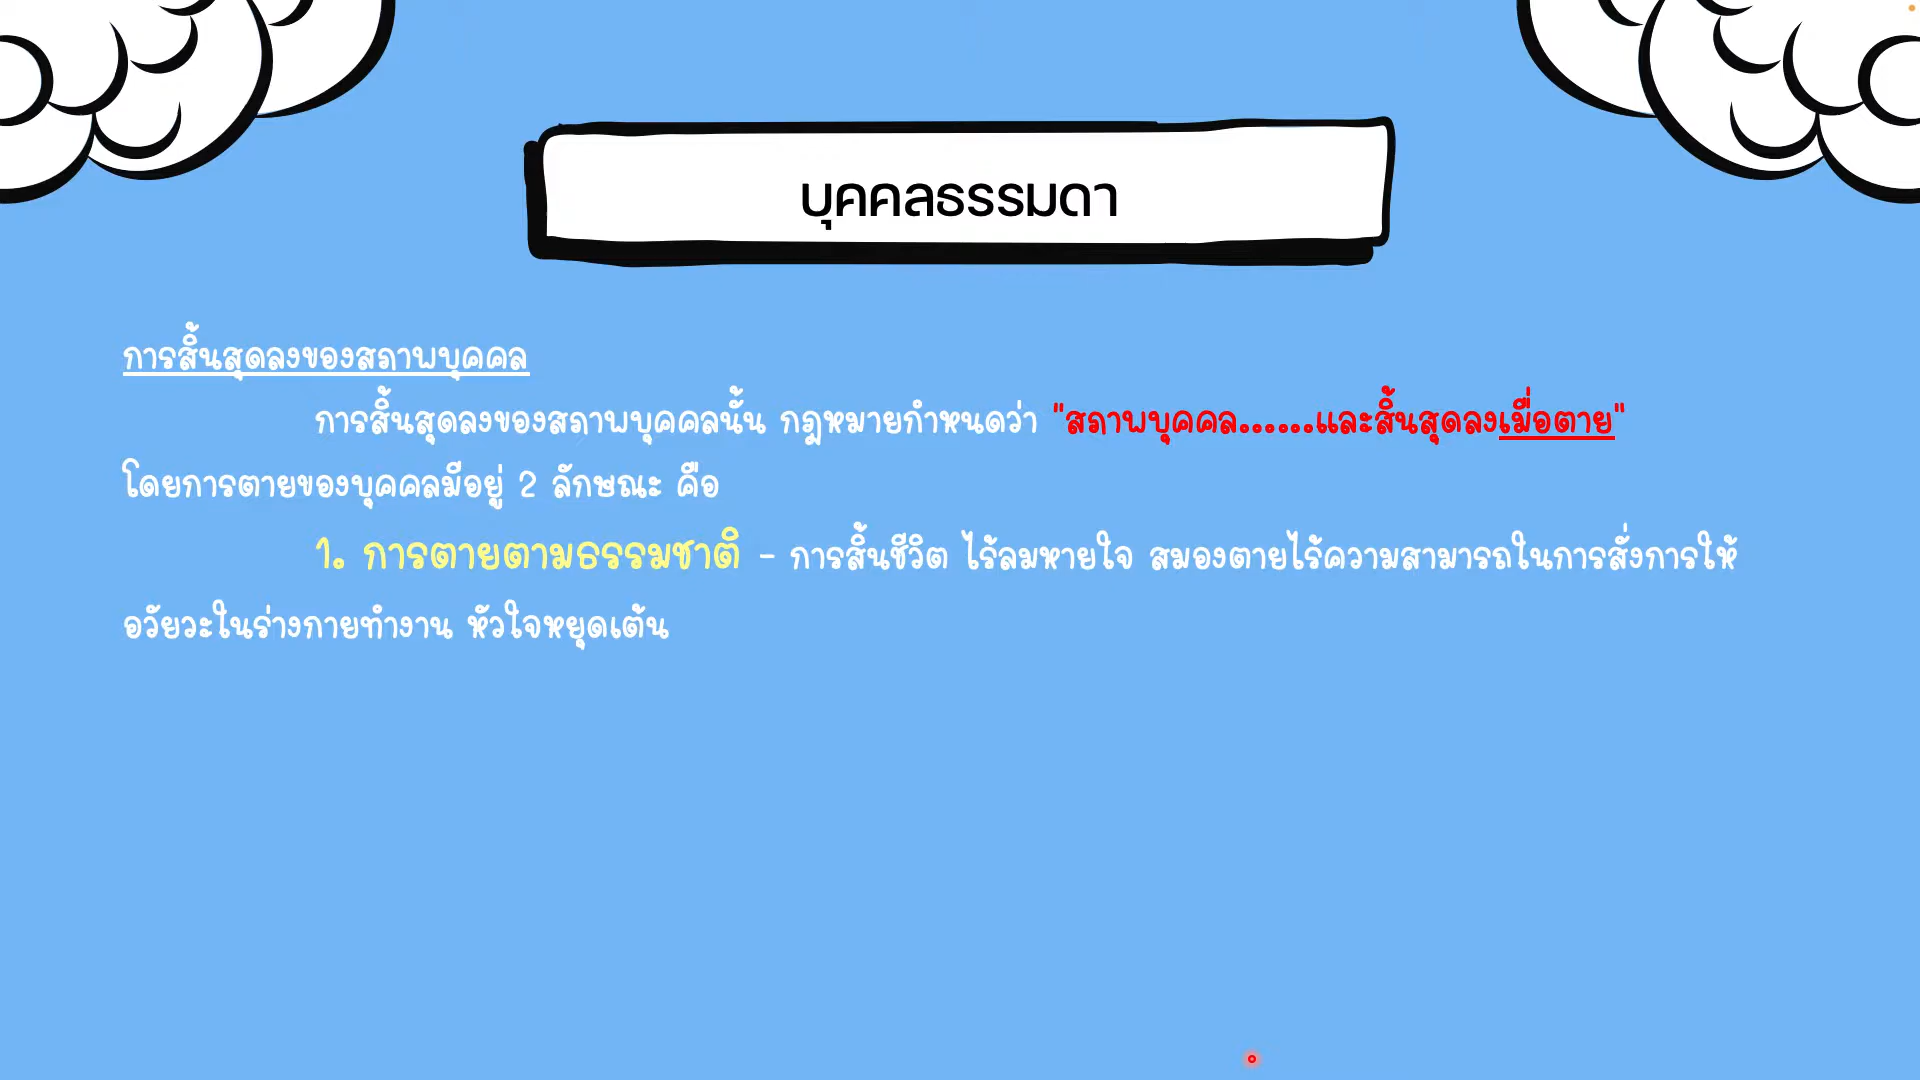 บุคคลธรรมดา
การสิ้นสุดลงของสภาพบุคคล
การสิ้นสุดลงของสภาพบุคคลนั้น กฎหมายกำหนดว่า "สภาพบุคคล......และสิ้นสุดลงเมื่อตาย"
โดยการตายของบุคคลมีอยู่ 2 ลักษณะ คือ
1. การตายตามธรรมชาติ - การสิ้นชีวิต ไร้ลมหายใจ สมองตายไร้ความสามารถในการสั่งการให้
อวัยวะในร่างกายทำงาน หัวใจหยุดเต้น